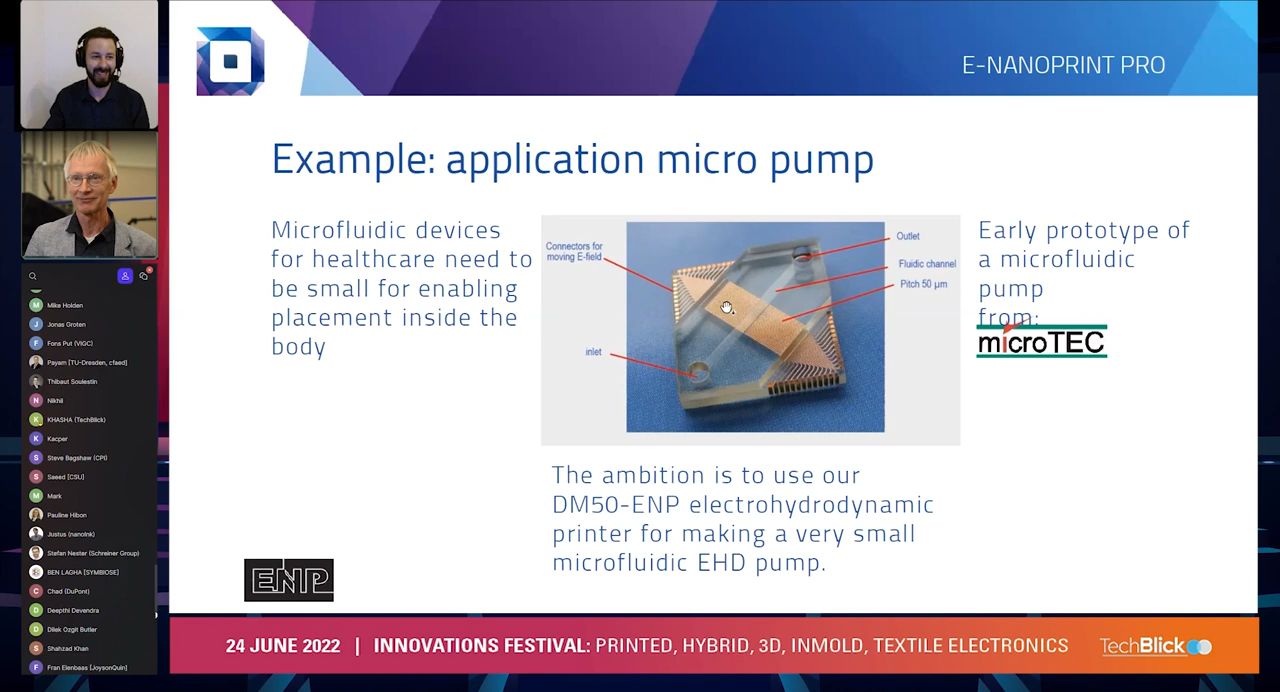 E-NANOPRINT PRO
Example: application micro pump
Microfluidic devices
for healthcare need to
be small for enabling
placement inside the
body
Connectors for
moving E-field
inlet
Outlet
Fluidic channel
Pitch 50 µm
Early prototype of
a microfluidic
pump
from:
microTEC
The ambition is to use our
DM50-ENP electrohydrodynamic
printer for making a very small
microfluidic EHD pump.
ENP
M Mike Holden
J Jonas Groten
F Fons Put (VIGC)
Payam [TU-Dresden, cfaed]
Thibaut Soulestin
N Nikhil
K KHASHA (TechBlick)
K Kacper
S Steve Bagshaw (CPI)
S Saeed [CSU]
M Mark
Pauline Hibon
Justus (nanoink)
Stefan Nester (Schreiner Group)
BEN LAGHA [SYMBIOSE]
C Chad (DuPont)
D Deepthi Devendra
D Dilek Ozgit Butler
S Shahzad Khan
F Fran Elenbaas [JoysonQuin]
24 JUNE 2022 | INNOVATIONS FESTIVAL: PRINTED, HYBRID, 3D, INMOLD, TEXTILE ELECTRONICS
TechBlick